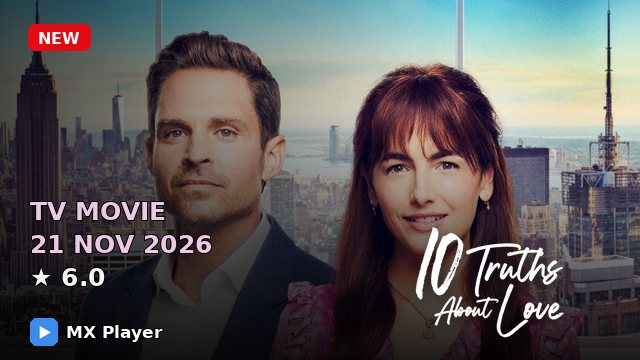 NEW
TV MOVIE
21 NOV 2026
★ 6.0
MX Player
10 Truths
About Love